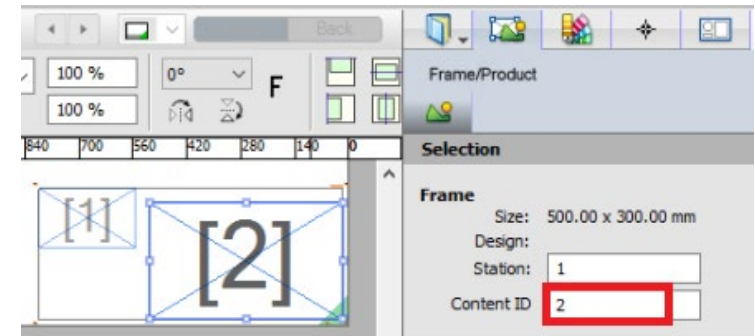 Back
100 %
0°
F
100 %
840 700 560 420 280 140 0
[1]
[2]
Frame/Product
Selection
Frame
Size: 500.00 x 300.00 mm
Design:
Station: 1
Content ID 2